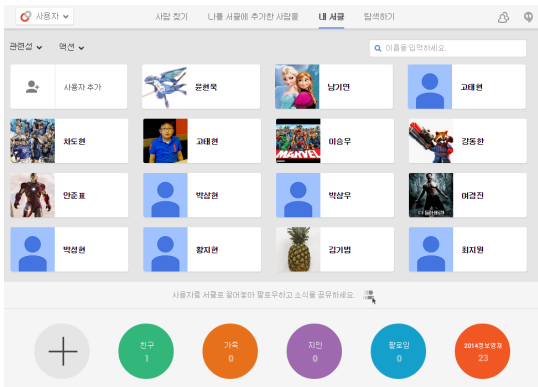 사용자
사람 찾기 나를 서클에 추가한 사람들 내 서클 탐색하기
관련성 액션 이름을 입력하세요.
사용자 추가 윤현욱 남기민 고태현
차도현 고태현 MARVEL 이승우 강동한
안준표 박상현 박상우 여경진
박성현 황지현 김기범 최지원
사용자를 서클로 끌어놓아 팔로우하고 소식을 공유하세요.
친구 가족 지인 팔로잉 2014정보영재
1 0 0 0 23